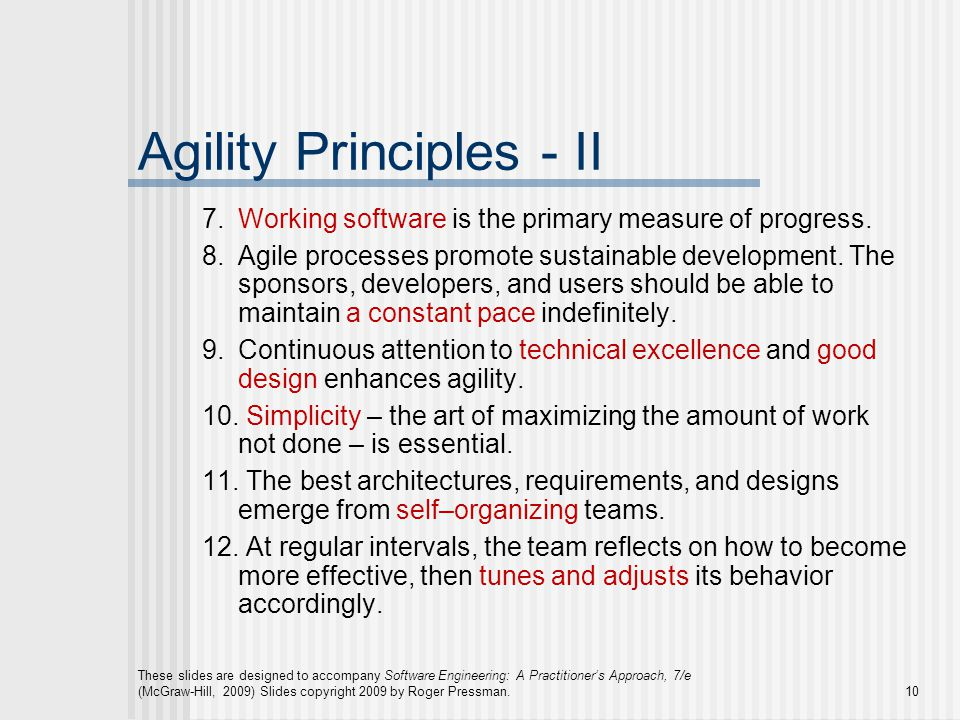 Agility Principles - II
7. Working software is the primary measure of progress.
8. Agile processes promote sustainable development. The
sponsors, developers, and users should be able to
maintain a constant pace indefinitely.
9. Continuous attention to technical excellence and good
design enhances agility.
10. Simplicity – the art of maximizing the amount of work
not done – is essential.
11. The best architectures, requirements, and designs
emerge from self–organizing teams.
12. At regular intervals, the team reflects on how to become
more effective, then tunes and adjusts its behavior
accordingly.
These slides are designed to accompany Software Engineering: A Practitioner's Approach, 7/e
(McGraw-Hill, 2009) Slides copyright 2009 by Roger Pressman. 10